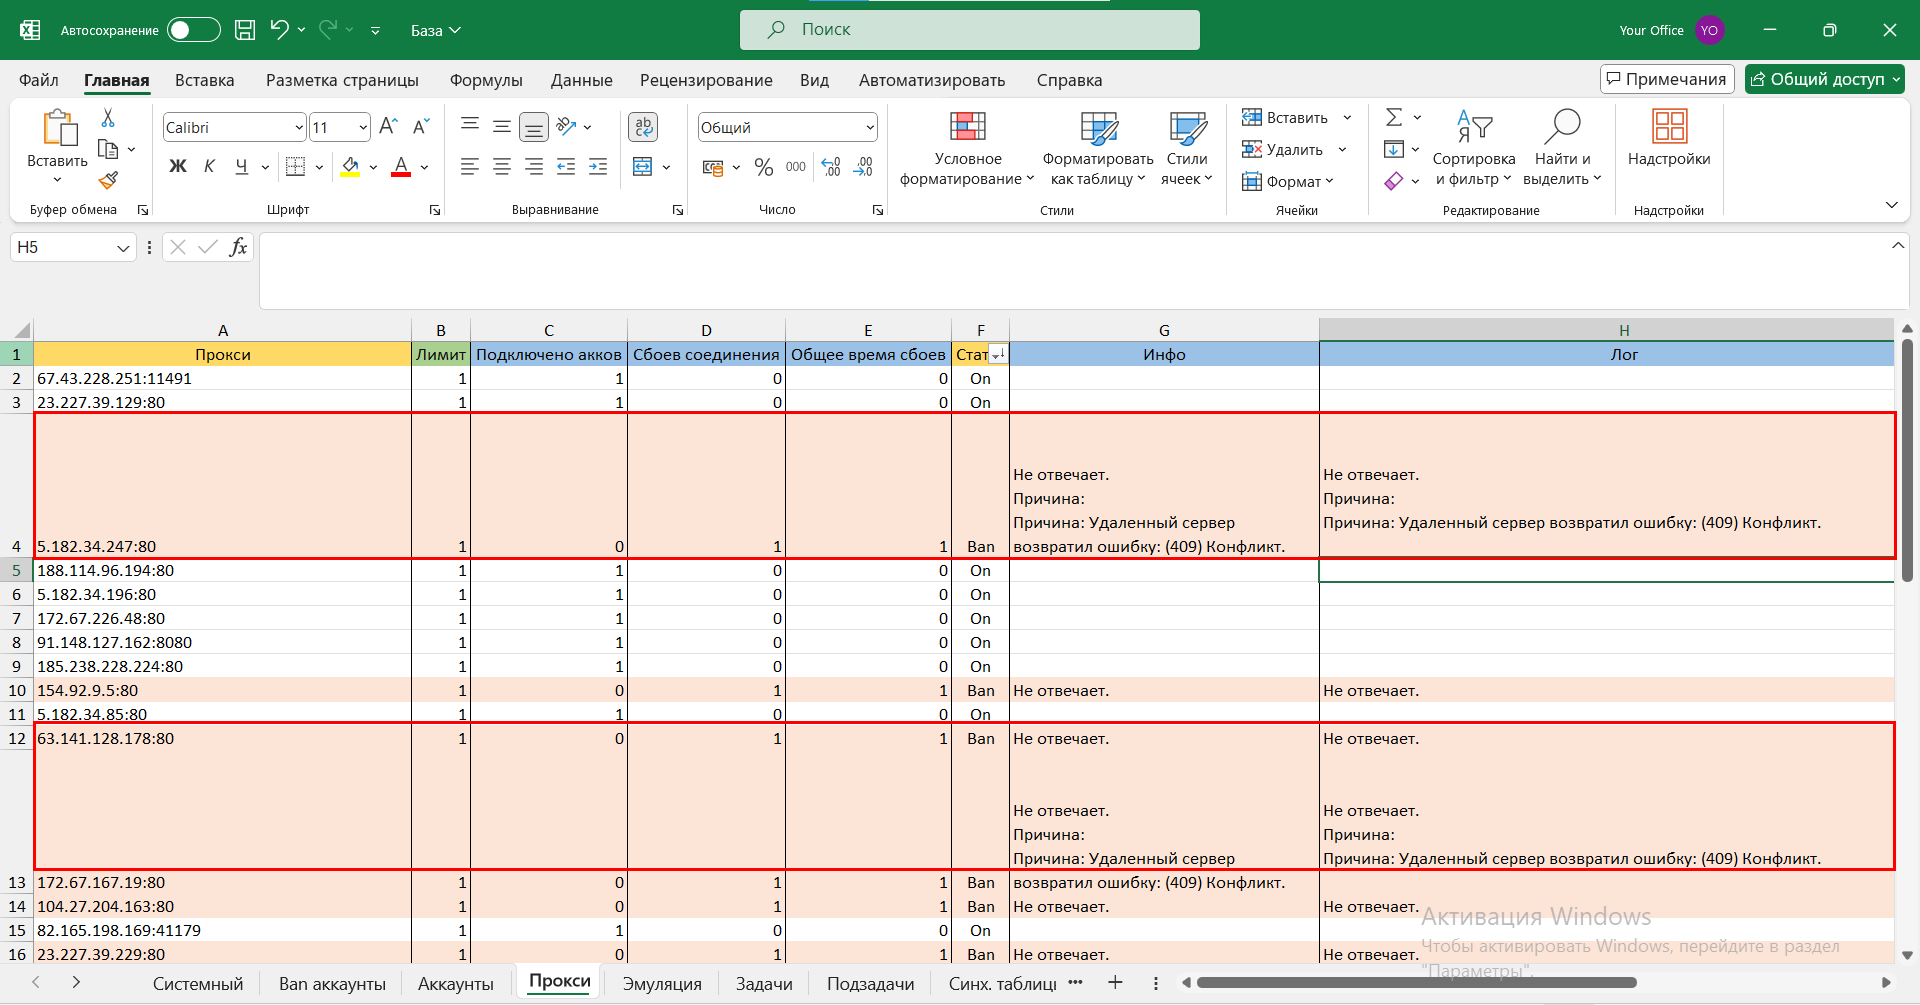 Автосохранение
База
Поиск
Your Office
YO
Файл Главная Вставка Разметка страницы Формулы Данные Рецензирование Вид Автоматизировать Справка
Примечания
Общий доступ
Вставить
Буфер обмена
Calibri
11
Ж К Ч
Шрифт
ab
Выравнивание
Общий
% 000
Число
Условное форматирование
Форматировать как таблицу
Стили ячеек
Стили
Вставить
Удалить
Формат
Ячейки
Сортировка и фильтр
Найти и выделить
Редактирование
Надстройки
Надстройки
H5
fx
A B C D E F G H
1 Прокси Лимит Подключено акков Сбоев соединения Общее время сбоев Стат Инфо Лог
2 67.43.228.251:11491 1 1 0 0 On
3 23.227.39.129:80 1 1 0 0 On
Не отвечает. Не отвечает.
Причина: Причина:
Причина: Удаленный сервер Причина: Удаленный сервер возвратил ошибку: (409) Конфликт.
4 5.182.34.247:80 1 0 1 1 Ban возвратил ошибку: (409) Конфликт.
5 188.114.96.194:80 1 1 0 0 On
6 5.182.34.196:80 1 1 0 0 On
7 172.67.226.48:80 1 1 0 0 On
8 91.148.127.162:8080 1 1 0 0 On
9 185.238.228.224:80 1 1 0 0 On
10 154.92.9.5:80 1 0 1 1 Ban Не отвечает. Не отвечает.
11 5.182.34.85:80 1 1 0 0 On
12 63.141.128.178:80 1 0 1 1 Ban Не отвечает. Не отвечает.
Не отвечает. Не отвечает.
Причина: Причина:
Причина: Удаленный сервер Причина: Удаленный сервер возвратил ошибку: (409) Конфликт.
13 172.67.167.19:80 1 0 1 1 Ban возвратил ошибку: (409) Конфликт.
14 104.27.204.163:80 1 0 1 1 Ban Не отвечает. Не отвечает.
15 82.165.198.169:41179 1 1 0 0 On
16 23.227.39.229:80 1 0 1 1 Ban Не отвечает. Не отвечает.
Активация Windows
Чтобы активировать Windows, перейдите в раздел
"Параметры".
Системный Ban аккаунты Аккаунты Прокси Эмуляция Задачи Подзадачи Синх. таблиц